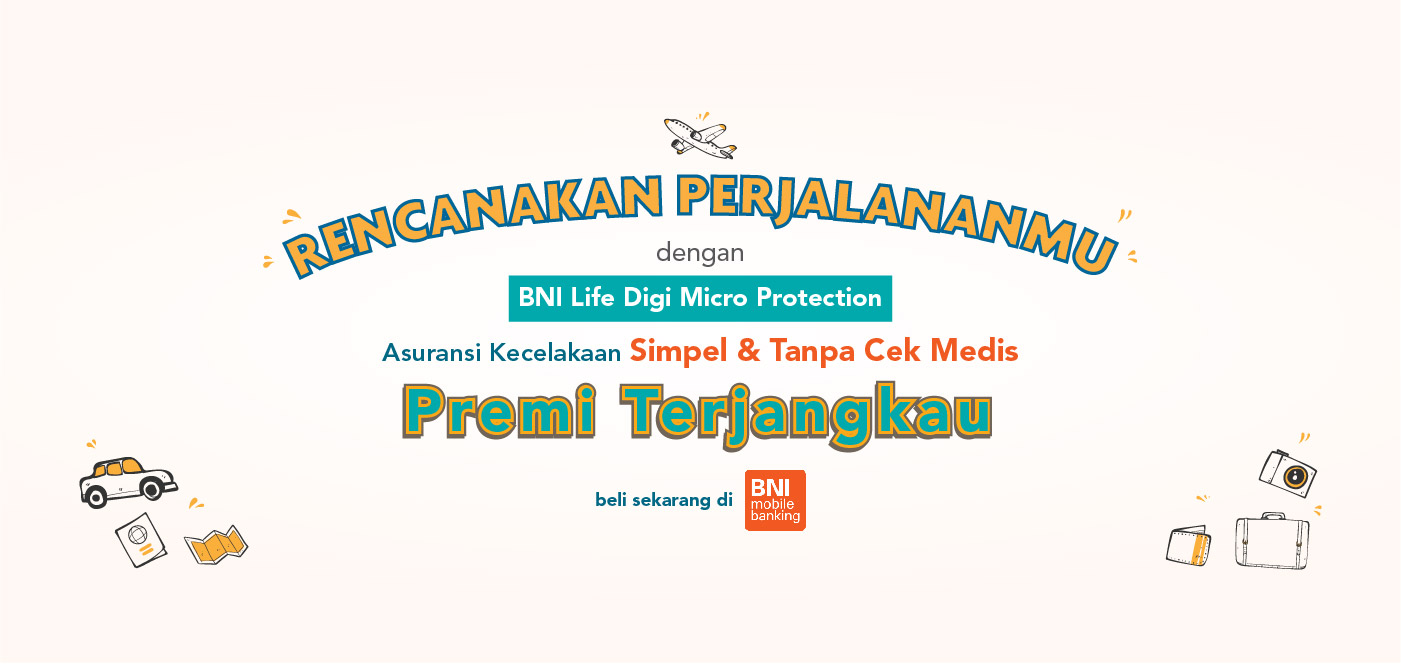 RENCANAKAN PERJALANANMU
dengan
BNI Life Digi Micro Protection
Asuransi Kecelakaan Simpel & Tanpa Cek Medis
Premi Terjangkau
beli sekarang di
BNI
mobile
banking